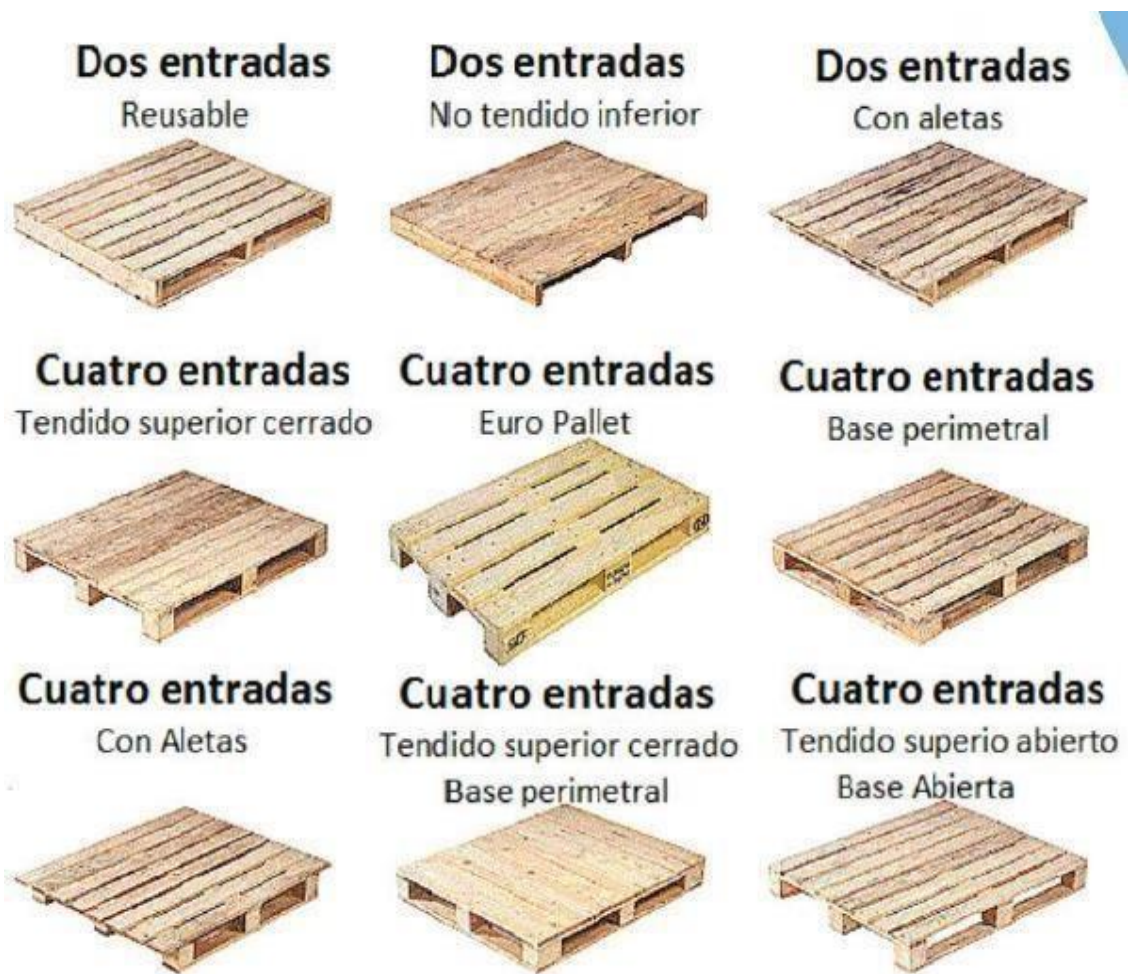 Dos entradas
Reusable
Dos entradas
No tendido inferior
Dos entradas
Con aletas
Cuatro entradas
Tendido superior cerrado
Cuatro entradas
Euro Pallet
Cuatro entradas
Base perimetral
Cuatro entradas
Con Aletas
Cuatro entradas
Tendido superior cerrado
Base perimetral
Cuatro entradas
Tendido superio abierto
Base Abierta